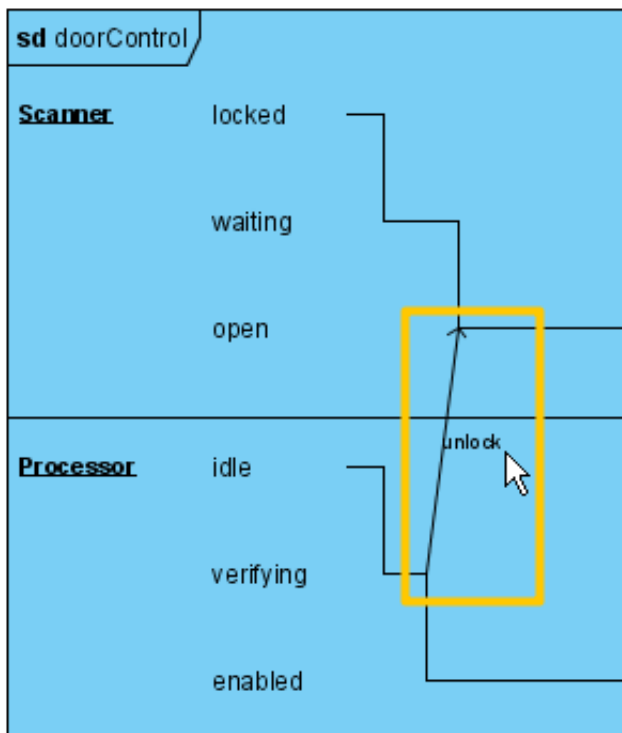 sd doorControl
Scanner locked
waiting
open
unlock
Processor idle
verifying
enabled